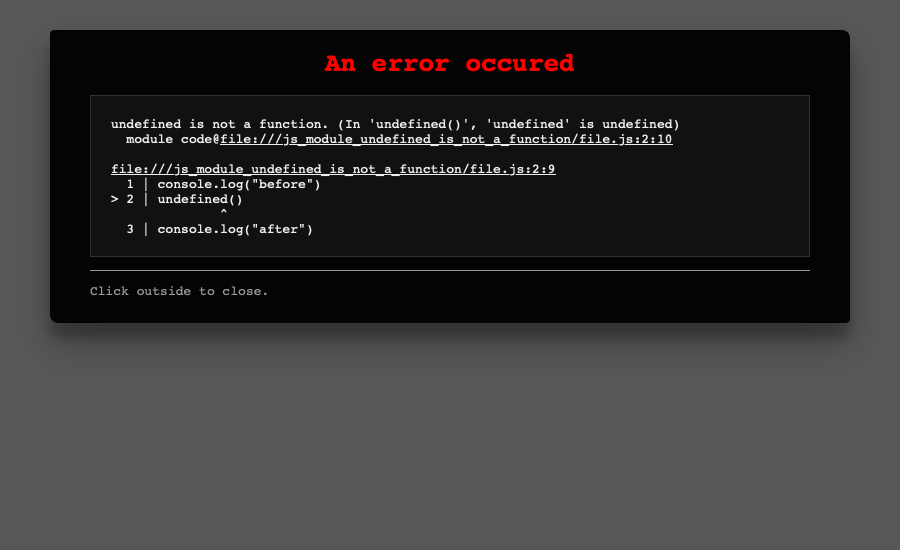 An error occured
undefined is not a function. (In 'undefined()', 'undefined' is undefined)
  module code@file:///js_module_undefined_is_not_a_function/file.js:2:10
file:///js_module_undefined_is_not_a_function/file.js:2:9
  1 | console.log("before")
> 2 | undefined()
              ^
  3 | console.log("after")
Click outside to close.